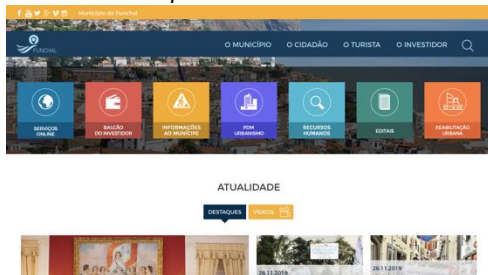 Município do Funchal
FUNCHAL
O MUNICÍPIO O CIDADÃO O TURISTA O INVESTIDOR
SERVIÇOS ONLINE
BALCÃO DO INVESTIDOR
INFORMAÇÕES AO MUNÍCIPE
PDM URBANISMO
RECURSOS HUMANOS
EDITAIS
REABILITAÇÃO URBANA
ATUALIDADE
DESTAQUES VÍDEOS
26.11.2019
26.11.2019